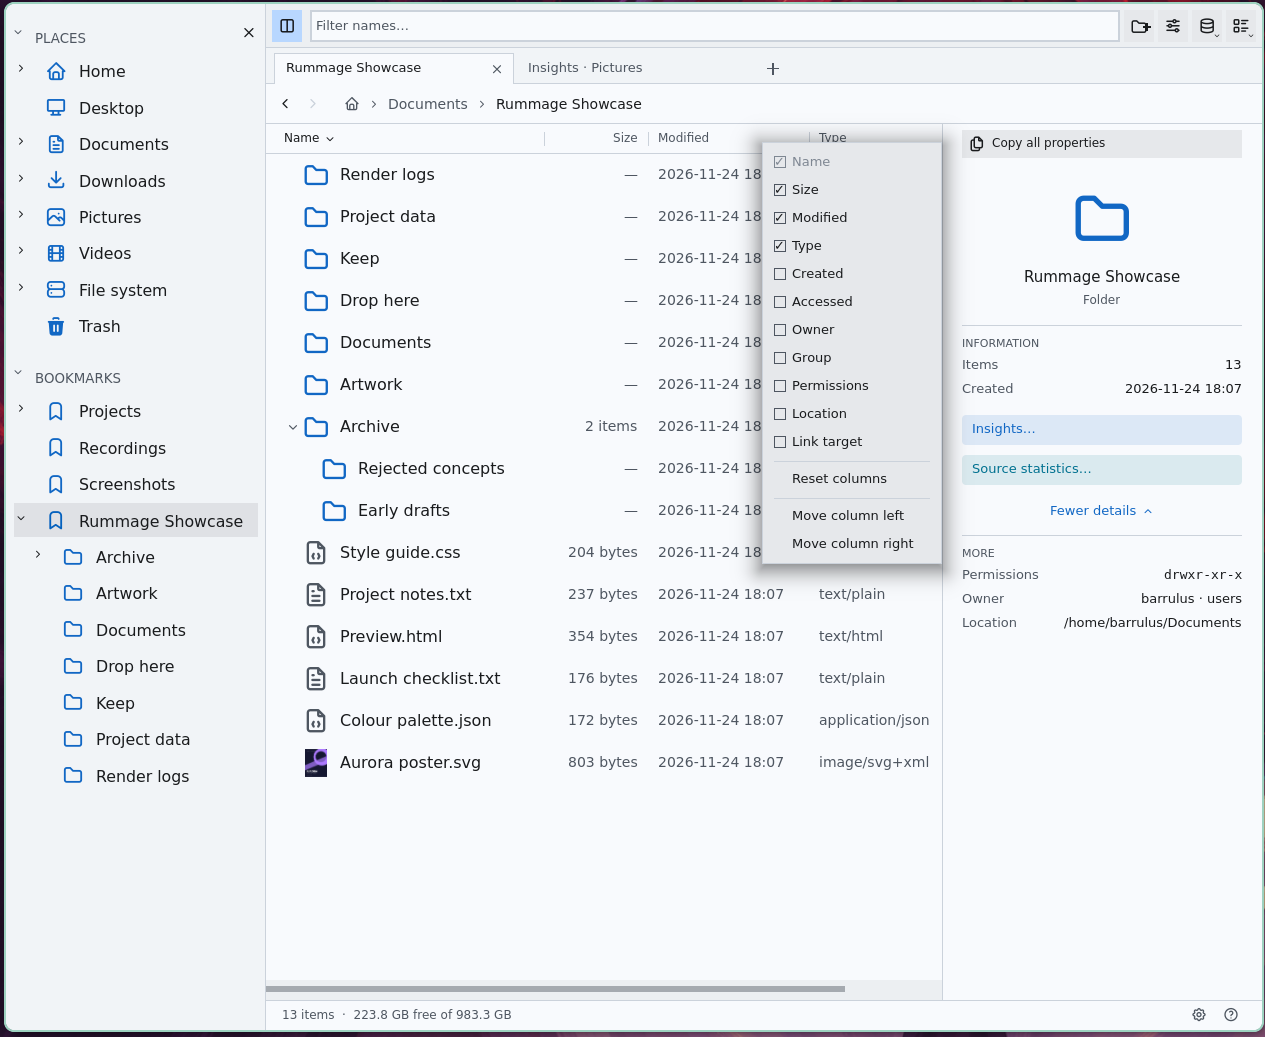 PLACES
Home
Desktop
Documents
Downloads
Pictures
Videos
File system
Trash
BOOKMARKS
Projects
Recordings
Screenshots
Rummage Showcase
Archive
Artwork
Documents
Drop here
Keep
Project data
Render logs
Filter names...
Rummage Showcase
Insights · Pictures
Documents
Rummage Showcase
Name Size Modified Type
Render logs — 2026-11-24 18
Project data — 2026-11-24 18
Keep — 2026-11-24 18
Drop here — 2026-11-24 18
Documents — 2026-11-24 18
Artwork — 2026-11-24 18
Archive 2 items 2026-11-24 18
Rejected concepts — 2026-11-24 18
Early drafts — 2026-11-24 18
Style guide.css 204 bytes 2026-11-24 18
Project notes.txt 237 bytes 2026-11-24 18:07 text/plain
Preview.html 354 bytes 2026-11-24 18:07 text/html
Launch checklist.txt 176 bytes 2026-11-24 18:07 text/plain
Colour palette.json 172 bytes 2026-11-24 18:07 application/json
Aurora poster.svg 803 bytes 2026-11-24 18:07 image/svg+xml
Name
Size
Modified
Type
Created
Accessed
Owner
Group
Permissions
Location
Link target
Reset columns
Move column left
Move column right
Copy all properties
Rummage Showcase
Folder
INFORMATION
Items 13
Created 2026-11-24 18:07
Insights...
Source statistics...
Fewer details
MORE
Permissions drwxr-xr-x
Owner barrulus · users
Location /home/barrulus/Documents
13 items · 223.8 GB free of 983.3 GB